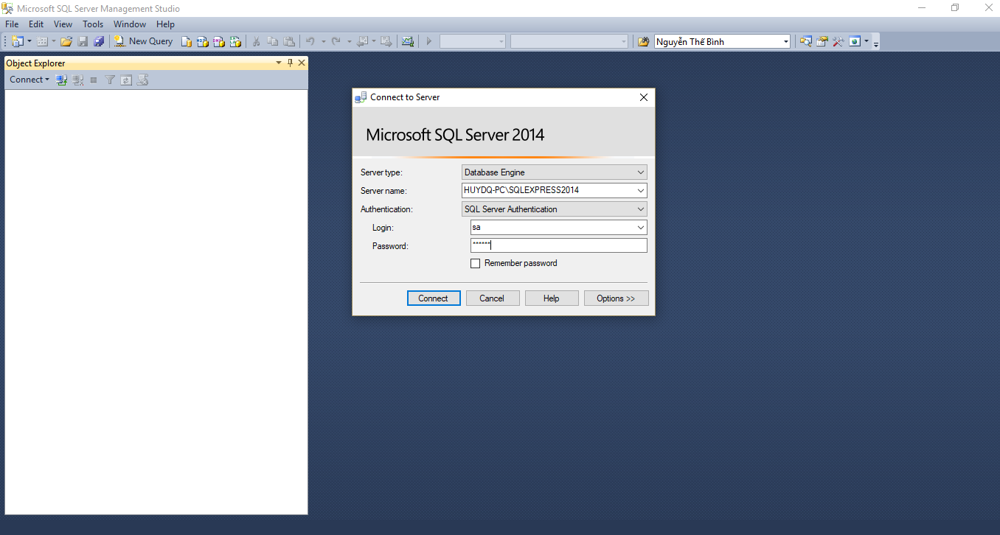 Microsoft SQL Server Management Studio
File Edit View Tools Window Help
New Query
Nguyễn Thế Bình
Object Explorer
Connect
Connect to Server
Microsoft SQL Server 2014
Server type: Database Engine
Server name: HUYDQ-PC\SQLEXPRESS2014
Authentication: SQL Server Authentication
Login: sa
Password: ******
Remember password
Connect Cancel Help Options >>